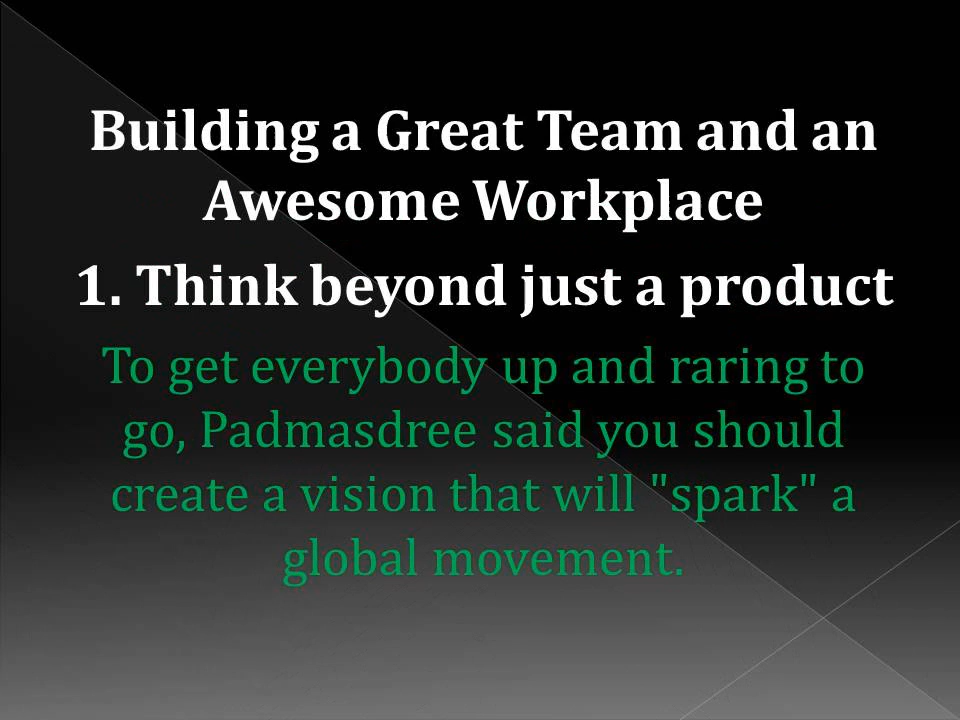 Building a Great Team and an
Awesome Workplace
1. Think beyond just a product
To get everybody up and raring to
go, Padmasdree said you should
create a vision that will "spark" a
global movement.